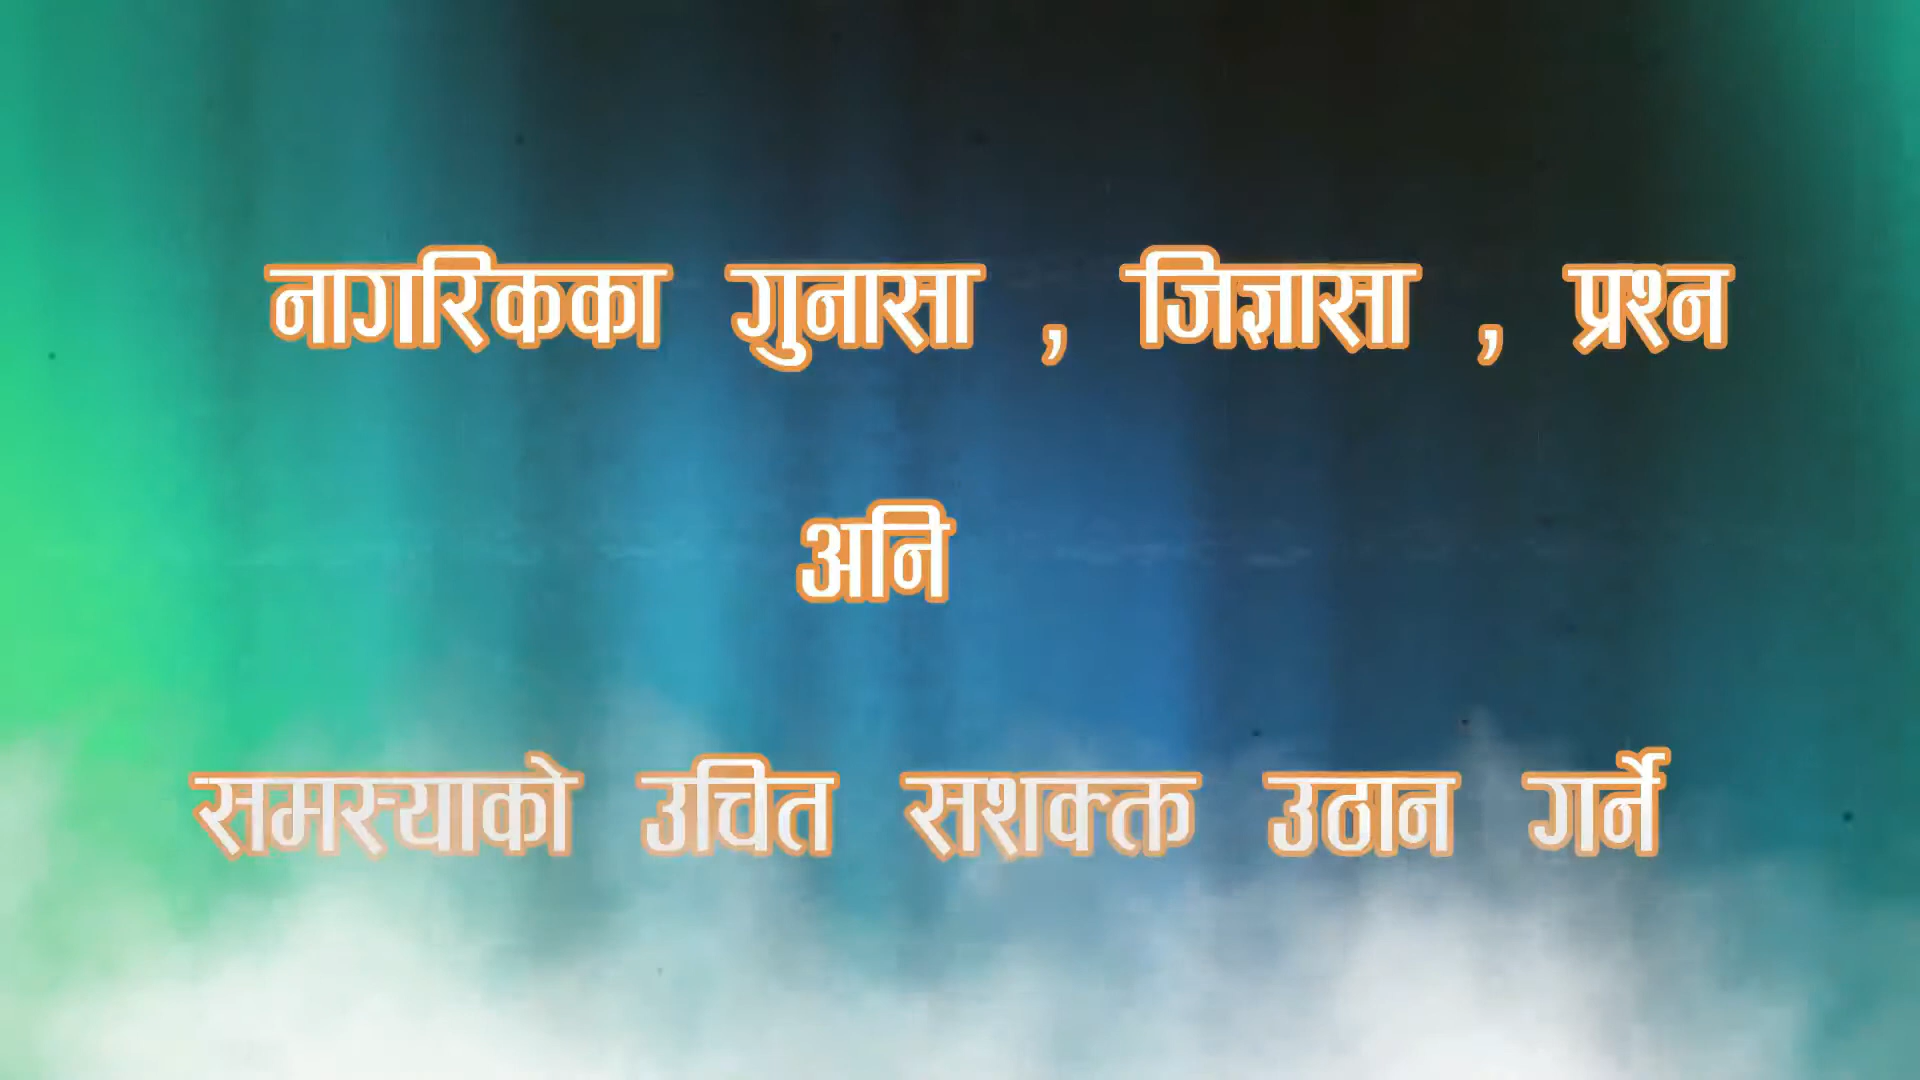 नागरिकका गुनासा , जिज्ञासा , प्रश्न
अनि
समस्याको उचित सशक्त उठान गर्ने